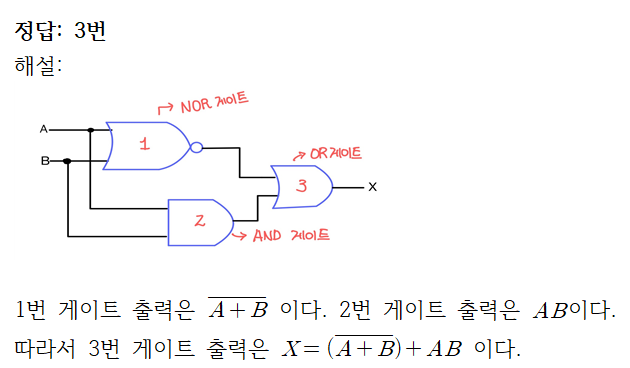 정답: 3번
해설:
→ NOR 게이트
A
1
B
→ OR게이트
3
X
2
→ AND 게이트
1번 게이트 출력은 $\overline{A+B}$ 이다. 2번 게이트 출력은 AB이다.
따라서 3번 게이트 출력은 X=($\overline{A+B}$)+AB 이다.